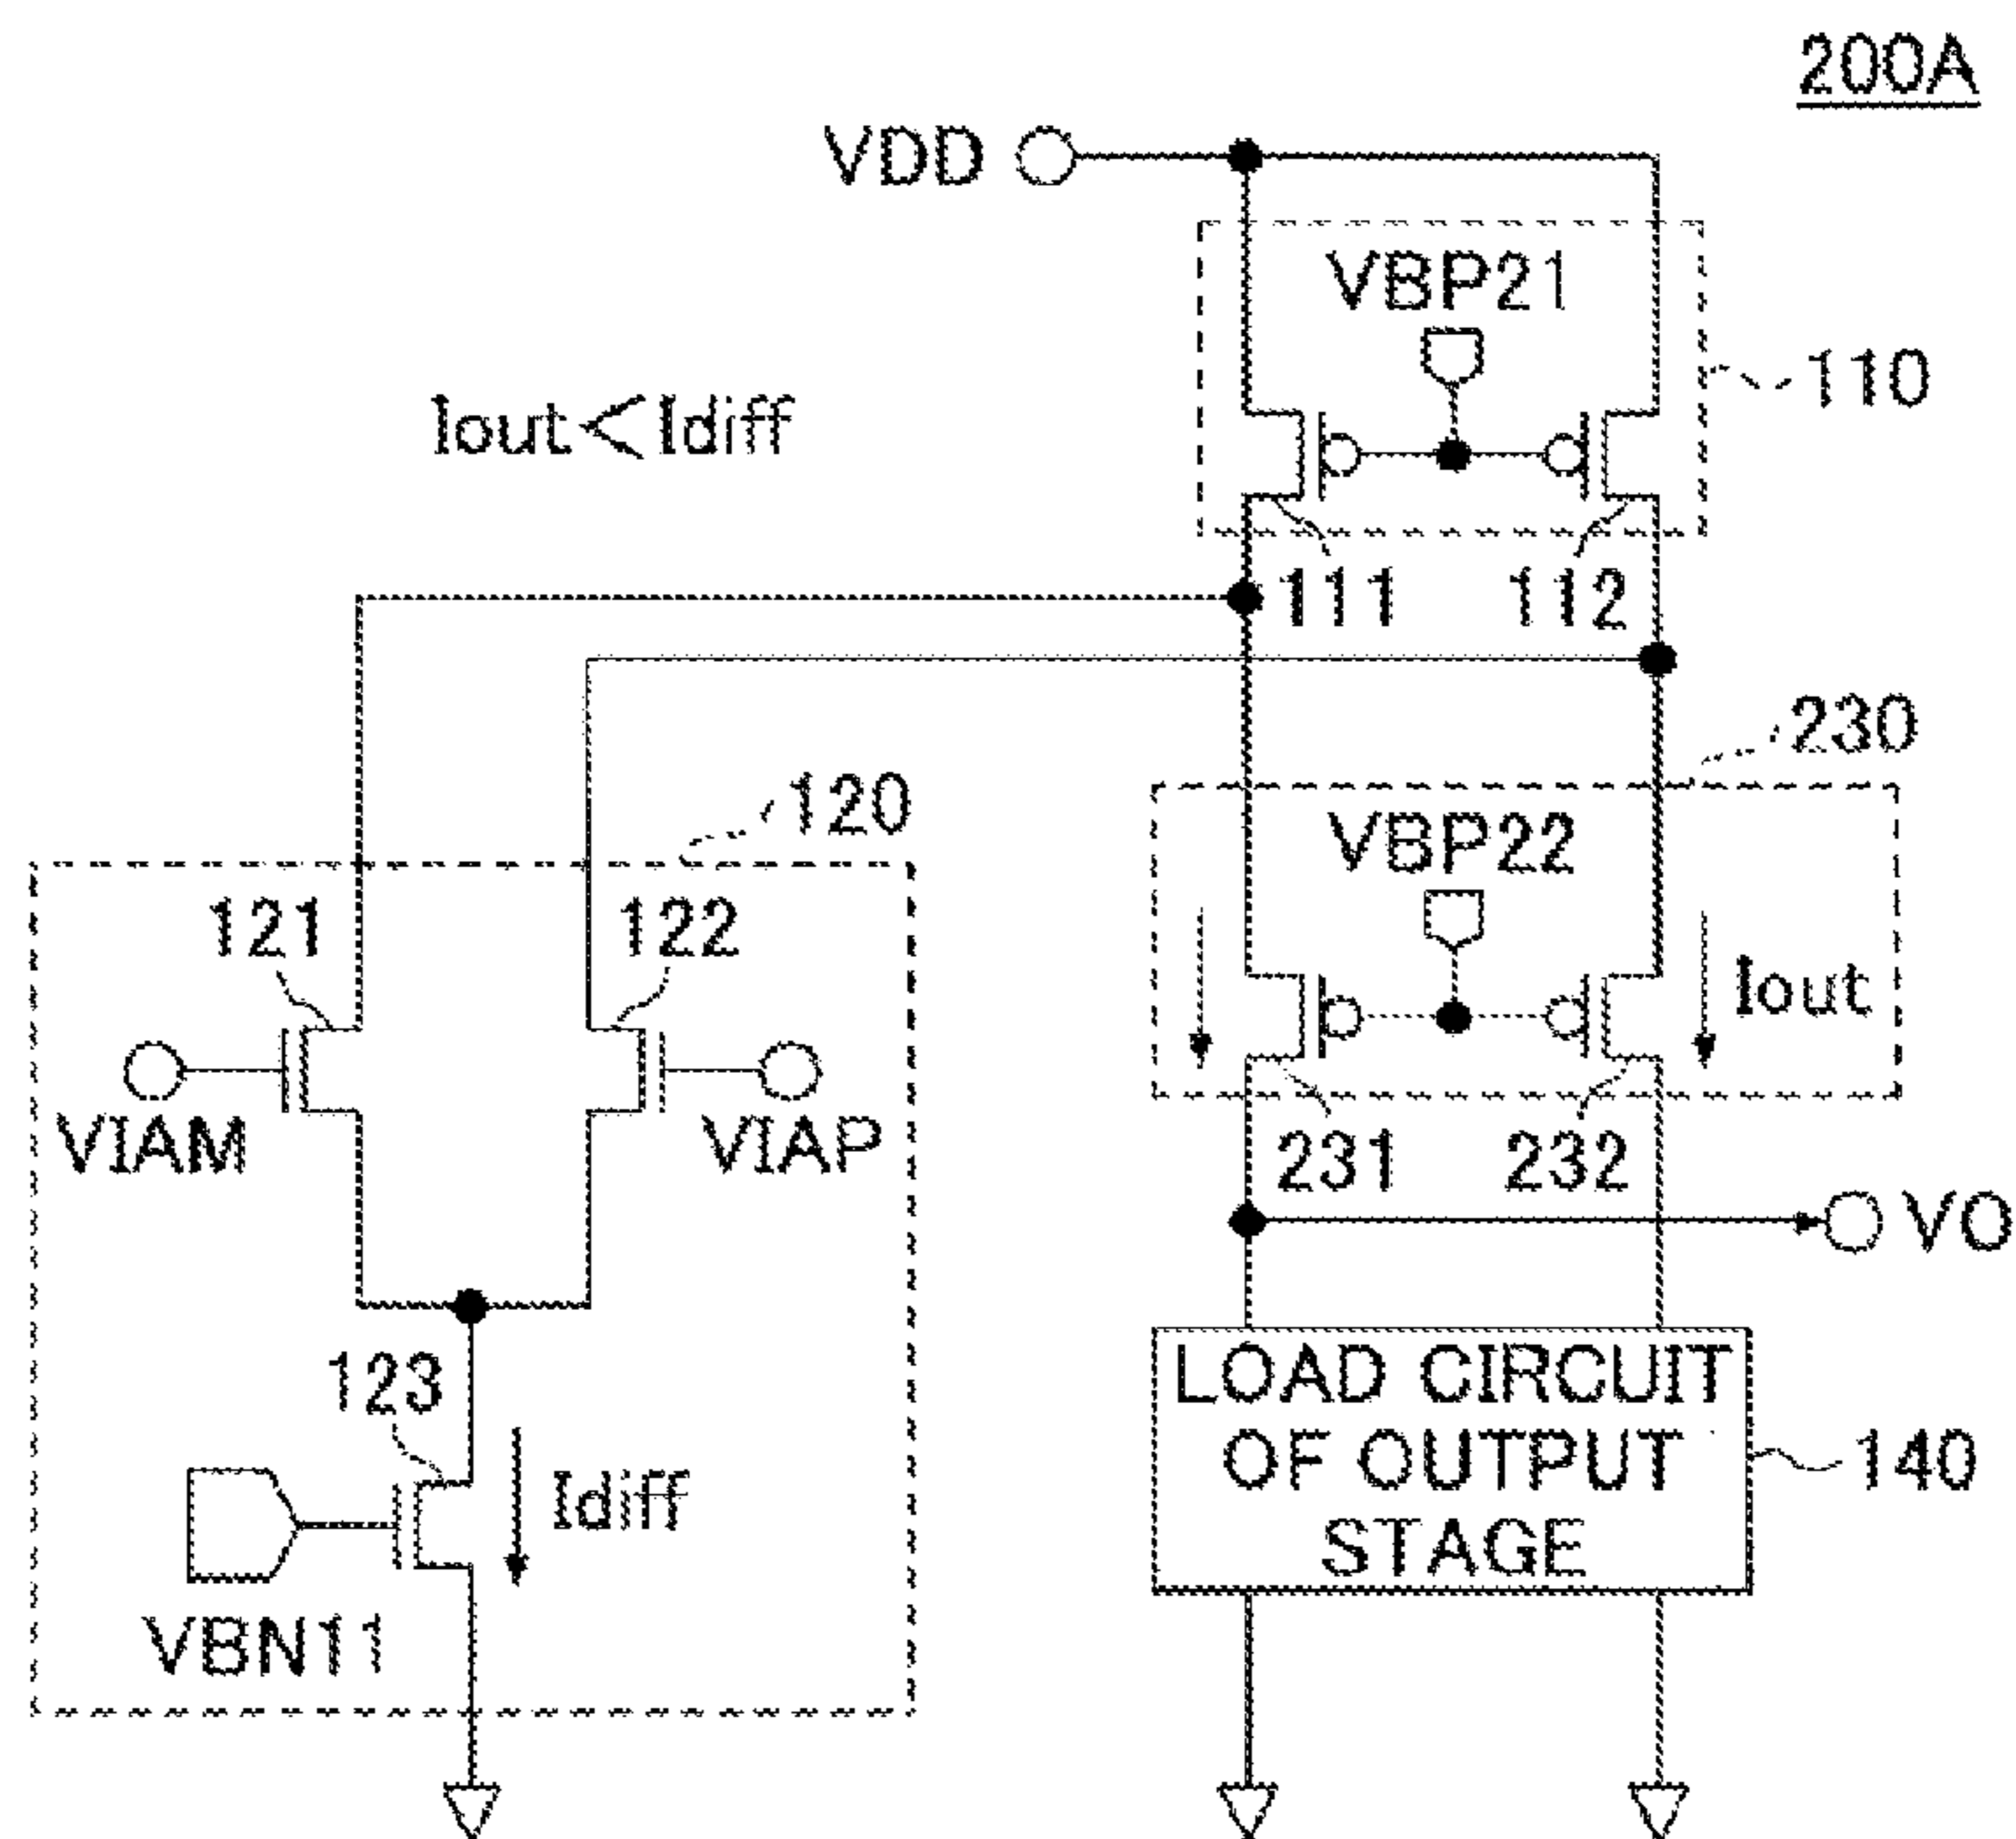 200A
VDD
VBP21
110
Iout<Idiff
111
112
230
120
VBP22
121
122
Iout
VIAM
VIAP
231
232
VO
123
LOAD CIRCUIT
OF OUTPUT
STAGE
140
Idiff
VBN11